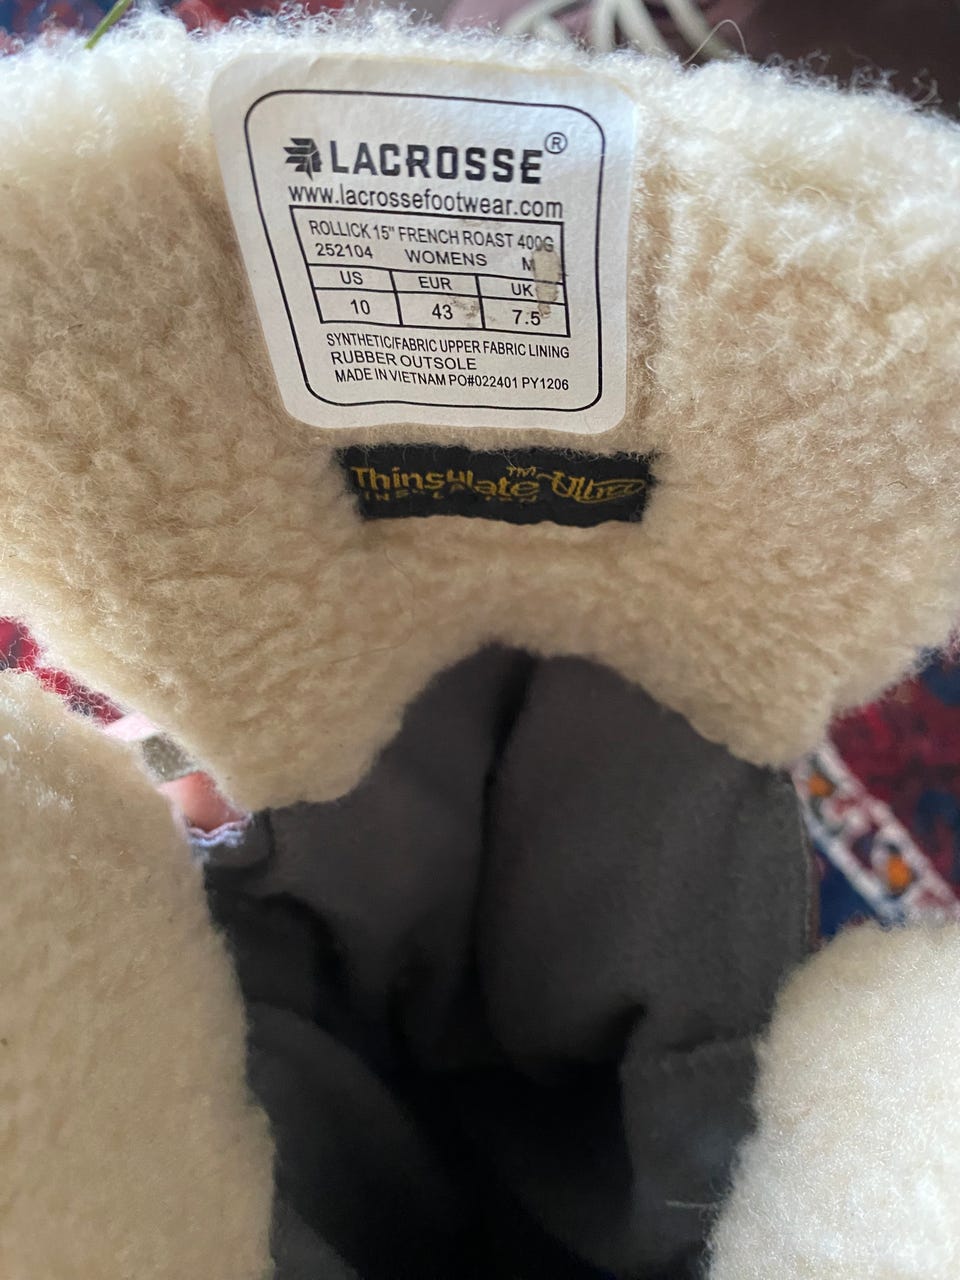 LACROSSE®
www.lacrossefootwear.com
ROLLICK 15" FRENCH ROAST 400G
252104 WOMENS M
US EUR UK
10 43 7.5
SYNTHETIC/FABRIC UPPER FABRIC LINING
RUBBER OUTSOLE
MADE IN VIETNAM PO#022401 PY1206
Thinsulate™ Ultra
INSULATION